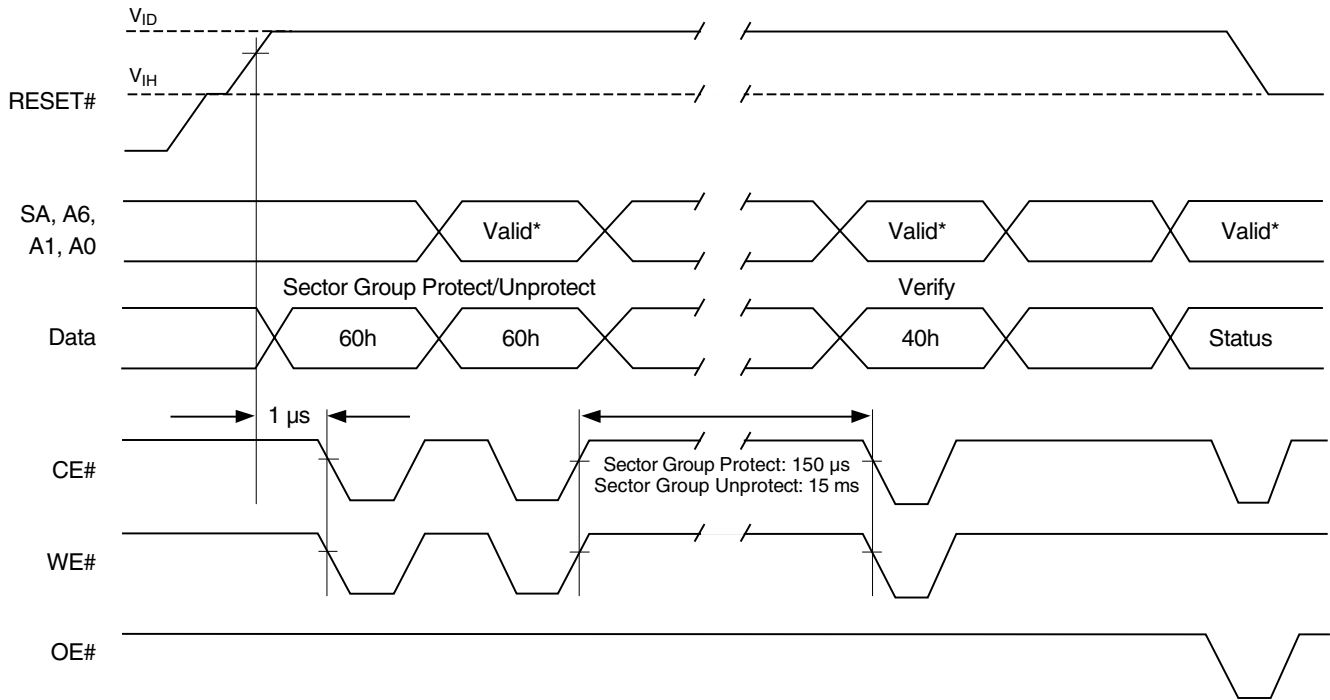 VID
VIH
RESET#
SA, A6,
A1, A0
Valid*
Valid*
Valid*
Sector Group Protect/Unprotect
Verify
Data
60h
60h
40h
Status
1 µs
CE#
Sector Group Protect: 150 µs
Sector Group Unprotect: 15 ms
WE#
OE#